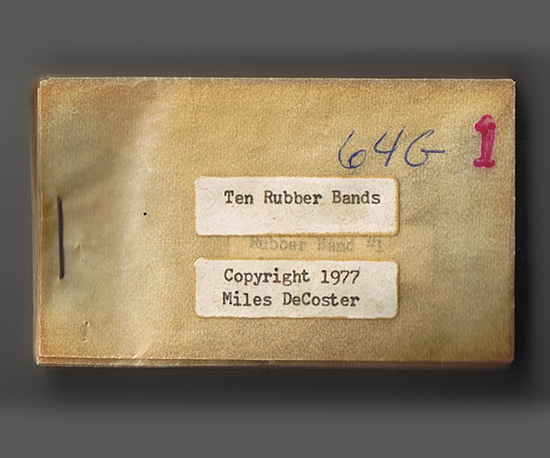 64G 1
Ten Rubber Bands
Rubber Band #1
Copyright 1977
Miles DeCoster